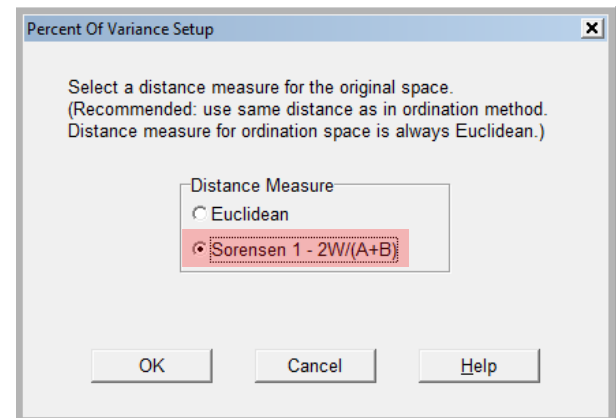 Percent Of Variance Setup
Select a distance measure for the original space.
(Recommended: use same distance as in ordination method.
Distance measure for ordination space is always Euclidean.)
Distance Measure
Euclidean
Sorensen 1 - 2W/(A+B)
OK Cancel Help